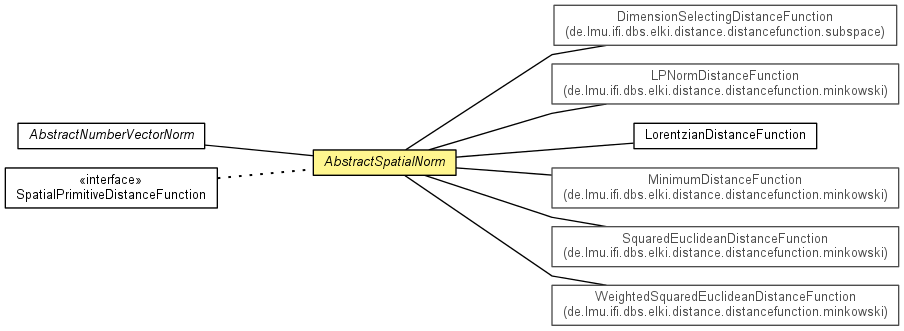 AbstractNumberVectorNorm
«interface»
SpatialPrimitiveDistanceFunction
AbstractSpatialNorm
DimensionSelectingDistanceFunction
(de.lmu.ifi.dbs.elki.distance.distancefunction.subspace)
LPNormDistanceFunction
(de.lmu.ifi.dbs.elki.distance.distancefunction.minkowski)
LorentzianDistanceFunction
MinimumDistanceFunction
(de.lmu.ifi.dbs.elki.distance.distancefunction.minkowski)
SquaredEuclideanDistanceFunction
(de.lmu.ifi.dbs.elki.distance.distancefunction.minkowski)
WeightedSquaredEuclideanDistanceFunction
(de.lmu.ifi.dbs.elki.distance.distancefunction.minkowski)